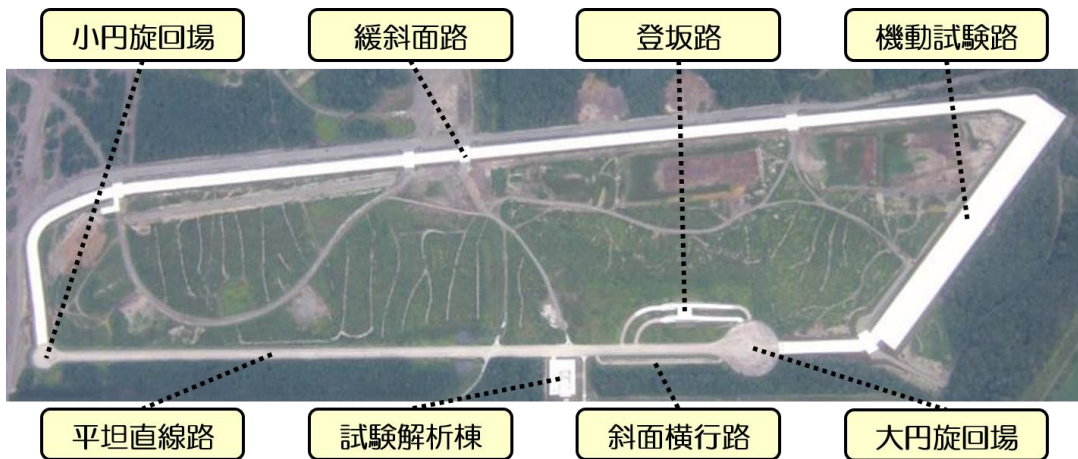 小円旋回場
緩斜面路
登坂路
機動試験路
平坦直線路
試験解析棟
斜面横行路
大円旋回場